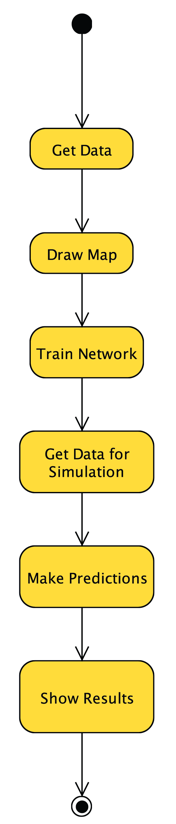 Get Data
Draw Map
Train Network
Get Data for
Simulation
Make Predictions
Show Results